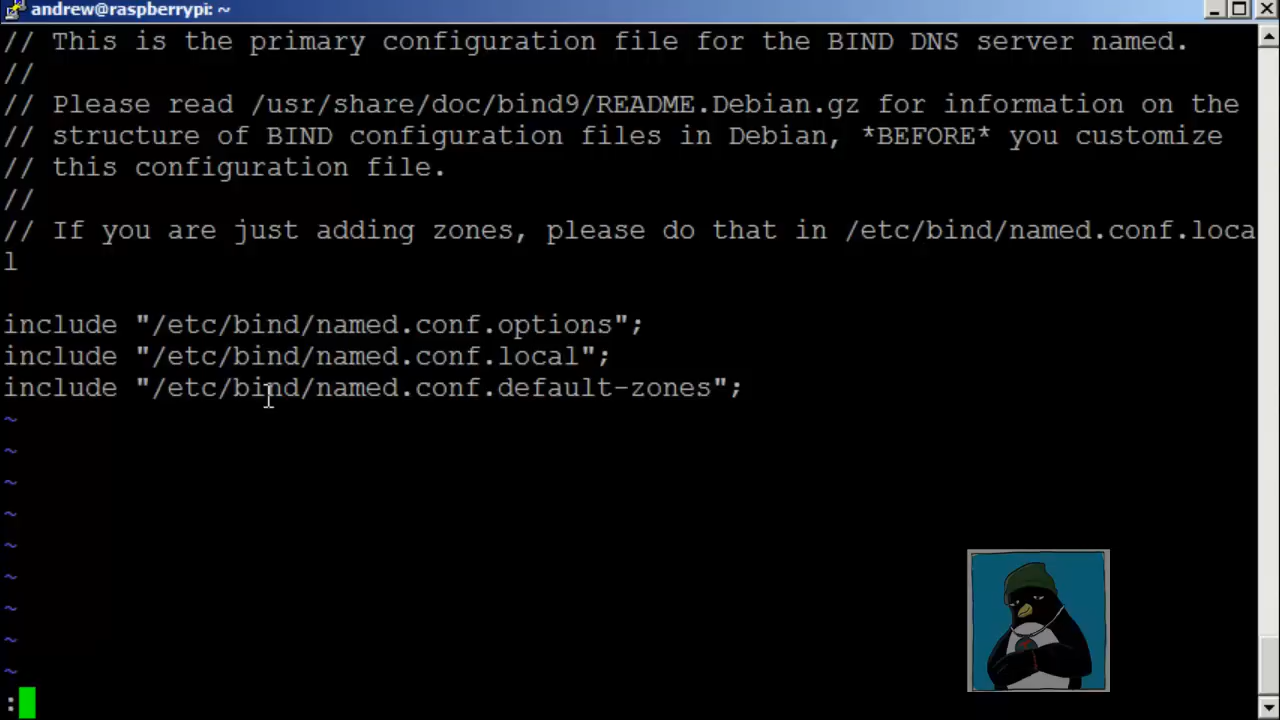 andrew@raspberrypi: ~
// This is the primary configuration file for the BIND DNS server named.
//
// Please read /usr/share/doc/bind9/README.Debian.gz for information on the
// structure of BIND configuration files in Debian, *BEFORE* you customize
// this configuration file.
//
// If you are just adding zones, please do that in /etc/bind/named.conf.loca
l
include "/etc/bind/named.conf.options";
include "/etc/bind/named.conf.local";
include "/etc/bind/named.conf.default-zones";
~
~
~
~
~
~
~
~
~
: